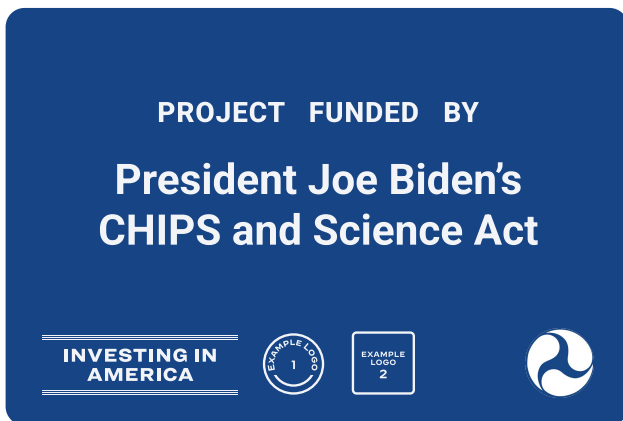 PROJECT FUNDED BY
President Joe Biden’s
CHIPS and Science Act
INVESTING IN
AMERICA
EXAMPLE LOGO
1
EXAMPLE
LOGO
2